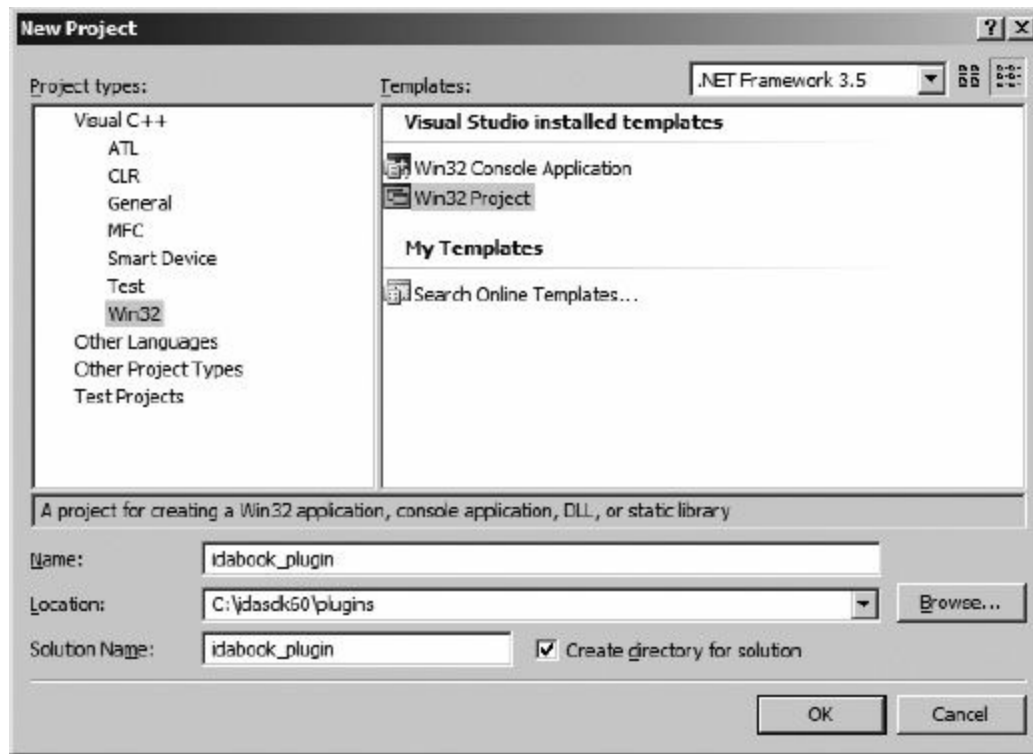 New Project
Project types:
Templates:
.NET Framework 3.5
Visual C++
ATL
CLR
General
MFC
Smart Device
Test
Win32
Other Languages
Other Project Types
Test Projects
Visual Studio installed templates
Win32 Console Application
Win32 Project
My Templates
Search Online Templates...
A project for creating a Win32 application, console application, DLL, or static library
Name:
idabook_plugin
Location:
C:\idasdk60\plugins
Browse...
Solution Name:
idabook_plugin
Create directory for solution
OK
Cancel